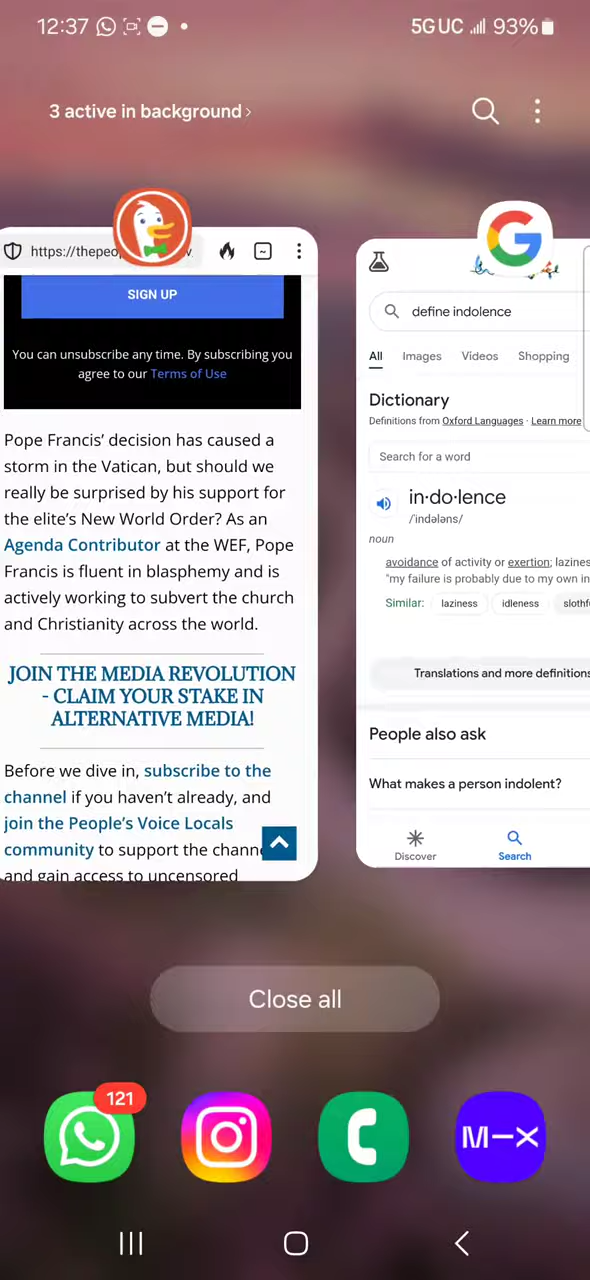 12:37
5G UC 93%
3 active in background ›
https://thepeo
SIGN UP
You can unsubscribe any time. By subscribing you
agree to our Terms of Use
Pope Francis’ decision has caused a
storm in the Vatican, but should we
really be surprised by his support for
the elite’s New World Order? As an
Agenda Contributor at the WEF, Pope
Francis is fluent in blasphemy and is
actively working to subvert the church
and Christianity across the world.
JOIN THE MEDIA REVOLUTION
- CLAIM YOUR STAKE IN
ALTERNATIVE MEDIA!
Before we dive in, subscribe to the
channel if you haven’t already, and
join the People’s Voice Locals
community to support the chann
and gain access to uncensored
define indolence
All Images Videos Shopping
Dictionary
Definitions from Oxford Languages · Learn more
Search for a word
in·do·lence
/ˈindələns/
noun
avoidance of activity or exertion; lazines
"my failure is probably due to my own in
Similar: laziness idleness slothf
Translations and more definitions
People also ask
What makes a person indolent?
Discover Search
Close all
121
M–X